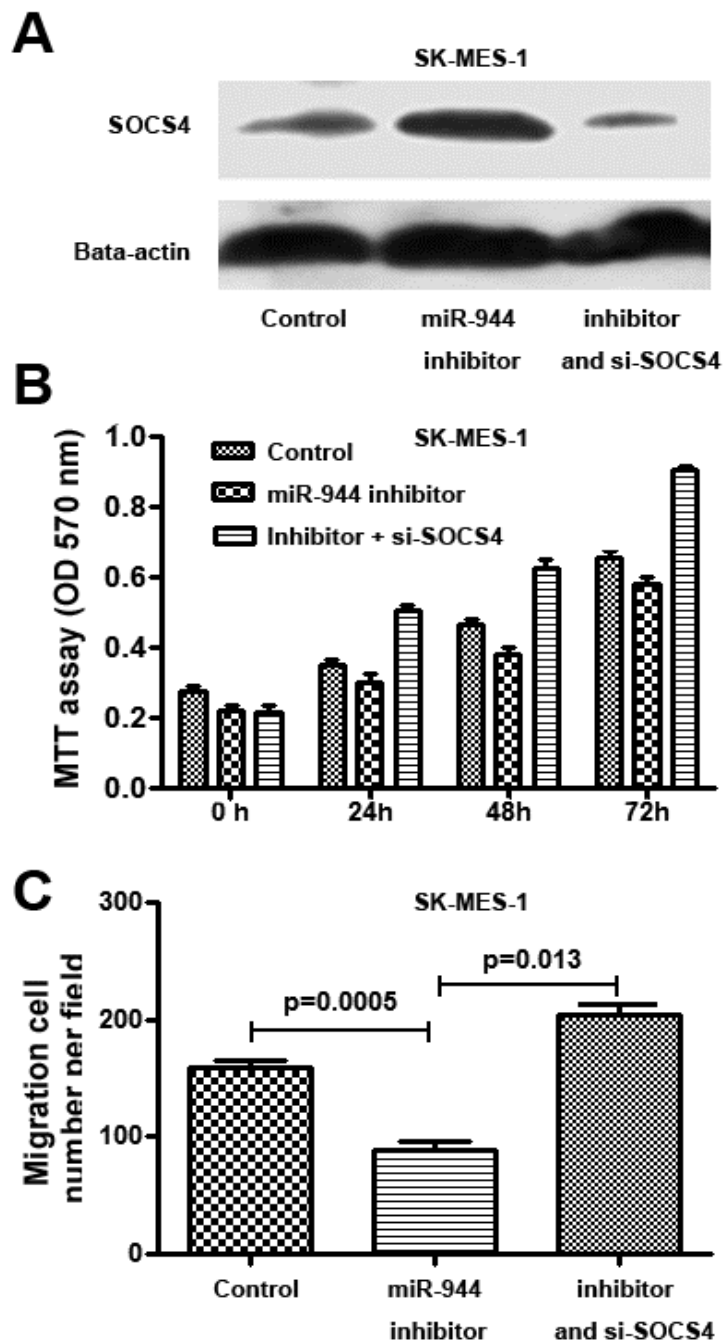 A
SK-MES-1
SOCS4
Bata-actin
Control
miR-944
inhibitor
inhibitor
and si-SOCS4
B
SK-MES-1
MTT assay (OD 570 nm)
1.0
0.8
0.6
0.4
0.2
0.0
Control
miR-944 inhibitor
Inhibitor + si-SOCS4
0 h
24h
48h
72h
C
SK-MES-1
Migration cell
number per field
300
200
100
0
p=0.0005
p=0.013
Control
miR-944
inhibitor
inhibitor
and si-SOCS4